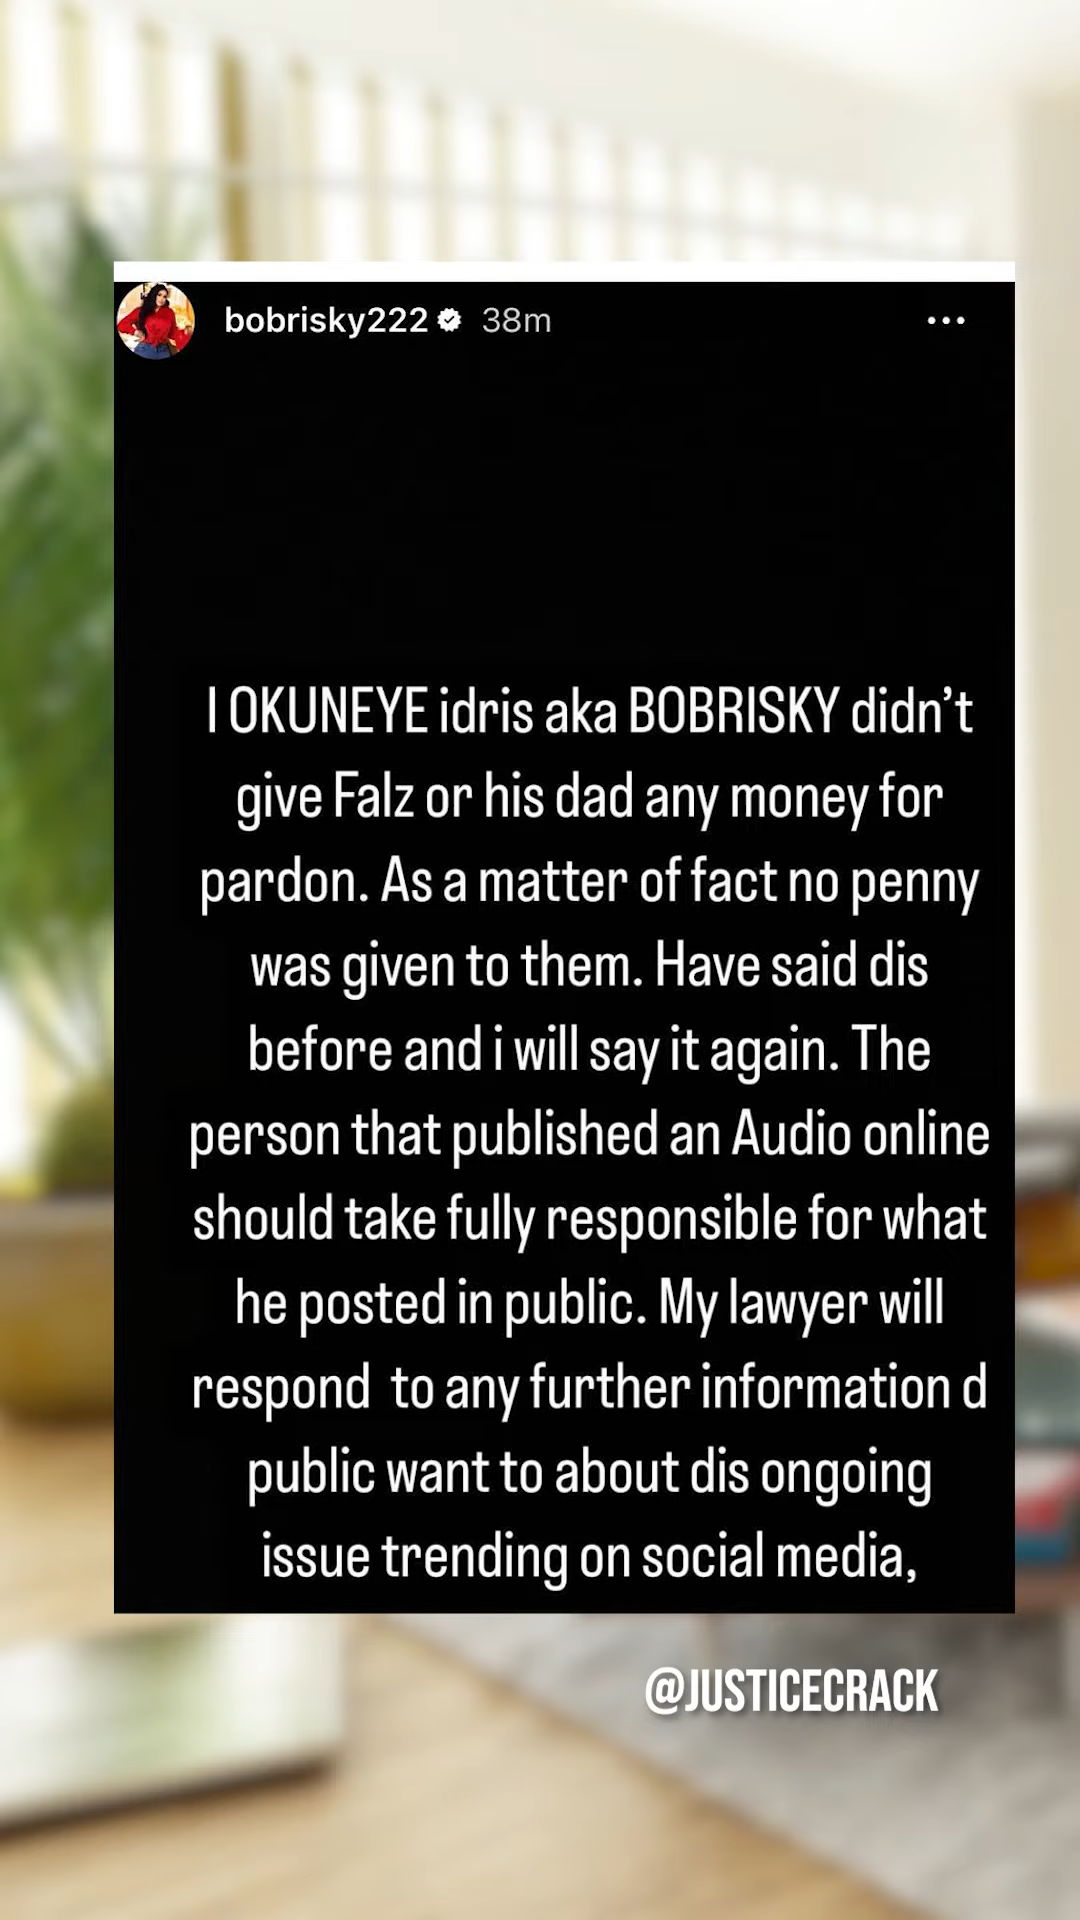 bobrisky222 38m
I OKUNEYE idris aka BOBRISKY didn't
give Falz or his dad any money for
pardon. As a matter of fact no penny
was given to them. Have said dis
before and i will say it again. The
person that published an Audio online
should take fully responsible for what
he posted in public. My lawyer will
respond  to any further information d
public want to about dis ongoing
issue trending on social media,
@JUSTICECRACK